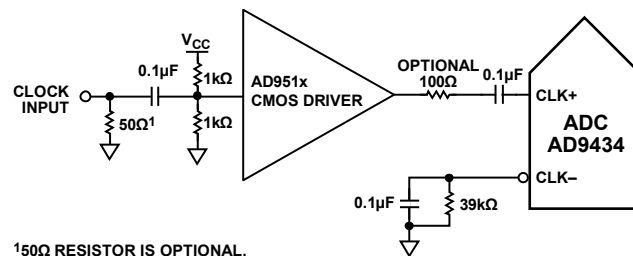 VCC
0.1µF
1kΩ
AD951x
CMOS DRIVER
OPTIONAL
100Ω
0.1µF
CLOCK
INPUT
50Ω1
1kΩ
CLK+
ADC
AD9434
CLK–
0.1µF
39kΩ
150Ω RESISTOR IS OPTIONAL.